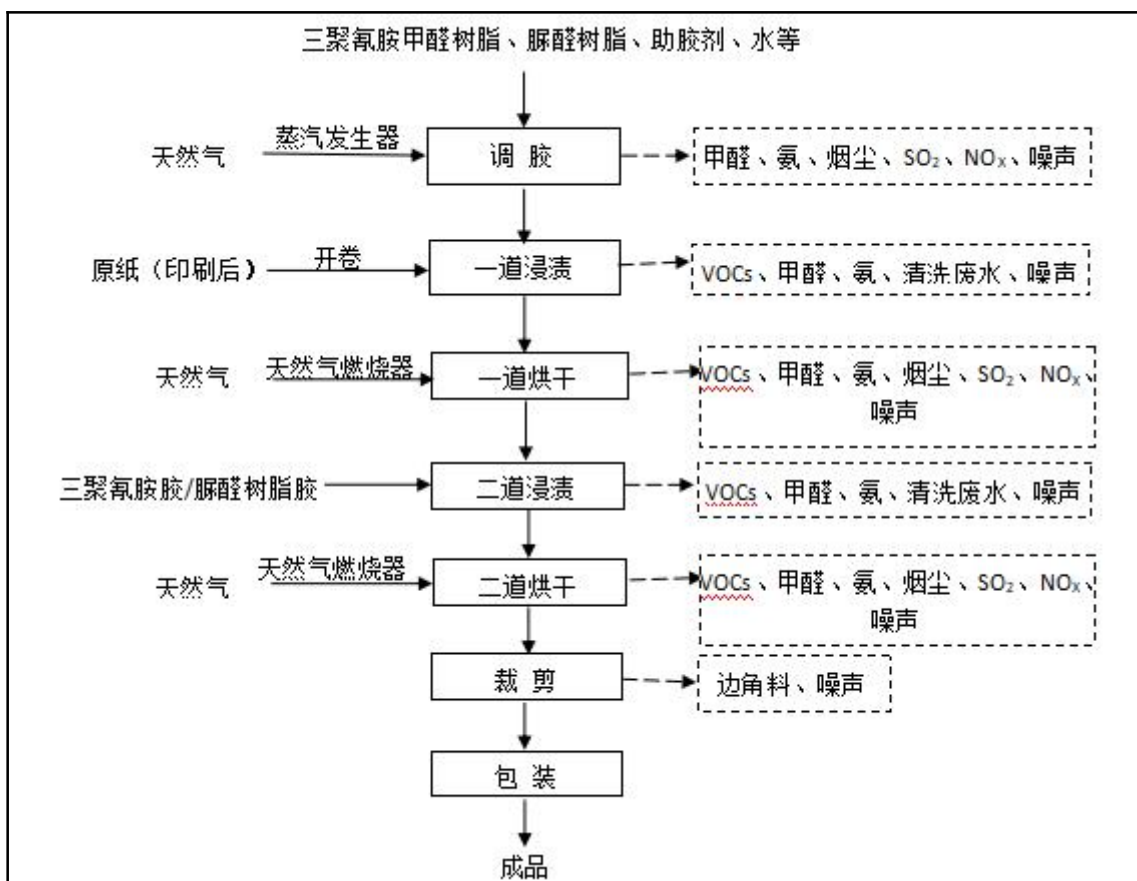 三聚氰胺甲醛树脂、脲醛树脂、助胶剂、水等
蒸汽发生器
天然气
调 胶
甲醛、氨、烟尘、SO₂、NOₓ、噪声
开卷
原纸（印刷后）
一道浸渍
VOCs、甲醛、氨、清洗废水、噪声
天然气燃烧器
天然气
一道烘干
VOCs、甲醛、氨、烟尘、SO₂、NOₓ、
噪声
三聚氰胺胶/脲醛树脂胶
二道浸渍
VOCs、甲醛、氨、清洗废水、噪声
天然气燃烧器
天然气
二道烘干
VOCs、甲醛、氨、烟尘、SO₂、NOₓ、
噪声
裁 剪
边角料、噪声
包 装
成品